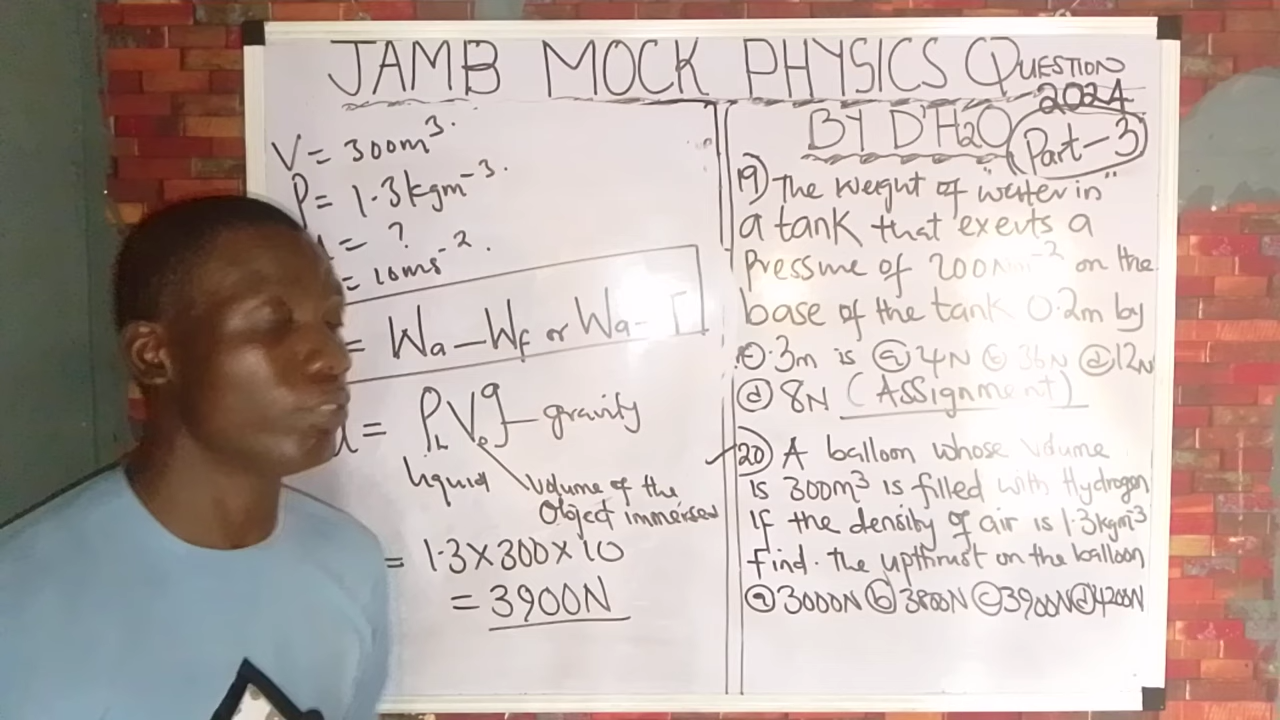 JAMB MOCK PHYSICS QUESTION
2024
BY D'H2O Part-3
V = 300m³.
ρ = 1.3kgm⁻³.
= ?
= 10ms⁻².
= Wa - Wf or Wa -
u = ρL Vo g - gravity
liquid
Volume of the
Object immersed
= 1.3 × 300 × 10
= 3900N
19) The weight of "water in"
a tank that exerts a
Pressure of 200Nm⁻² on the
base of the tank 0.2m by
0.3m is (a) 4N (b) 36N (d) 12N
(d) 8N (Assignment)
20) A balloon whose volume
is 300m³ is filled with Hydrogen
If the density of air is 1.3kgm⁻³
find. the upthrust on the balloon
(a) 3000N (b) 3800N (c) 3900N (d) 4200N